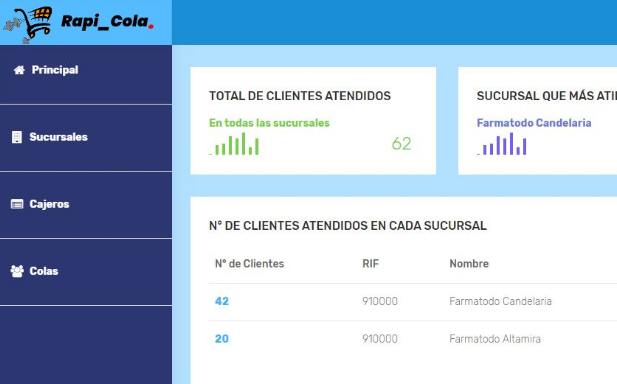 Rapi_Cola.
Principal
Sucursales
Cajeros
Colas
TOTAL DE CLIENTES ATENDIDOS
En todas las sucursales
62
SUCURSAL QUE MÁS
Farmatodo Candelaria
N° DE CLIENTES ATENDIDOS EN CADA SUCURSAL
N° de Clientes RIF Nombre
42 910000 Farmatodo Candelaria
20 910000 Farmatodo Altamira